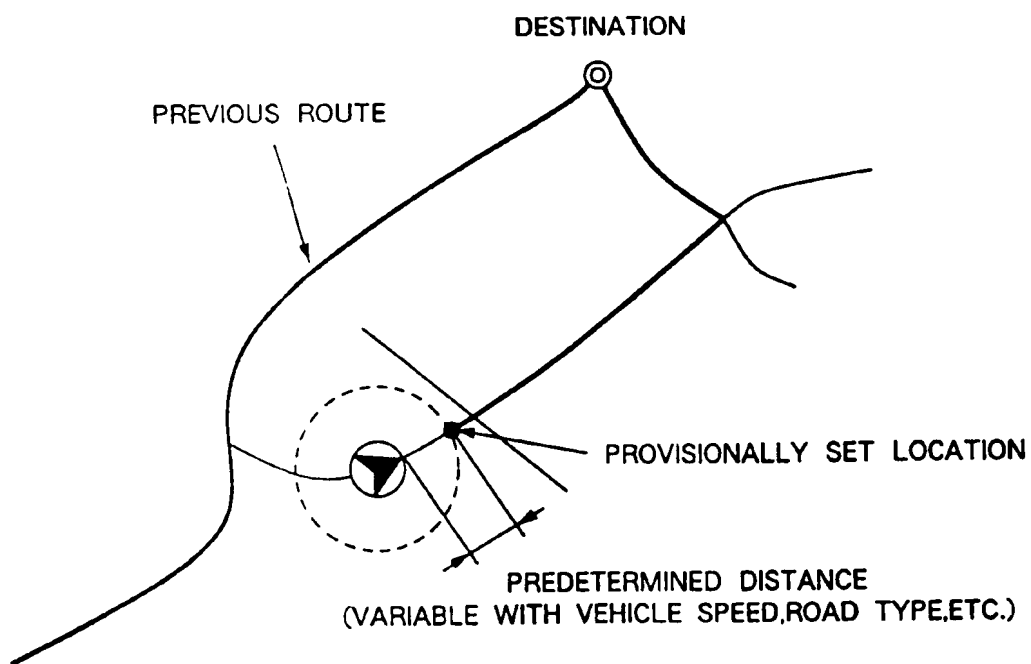 DESTINATION
PREVIOUS ROUTE
PROVISIONALLY SET LOCATION
PREDETERMINED DISTANCE
(VARIABLE WITH VEHICLE SPEED,ROAD TYPE,ETC.)